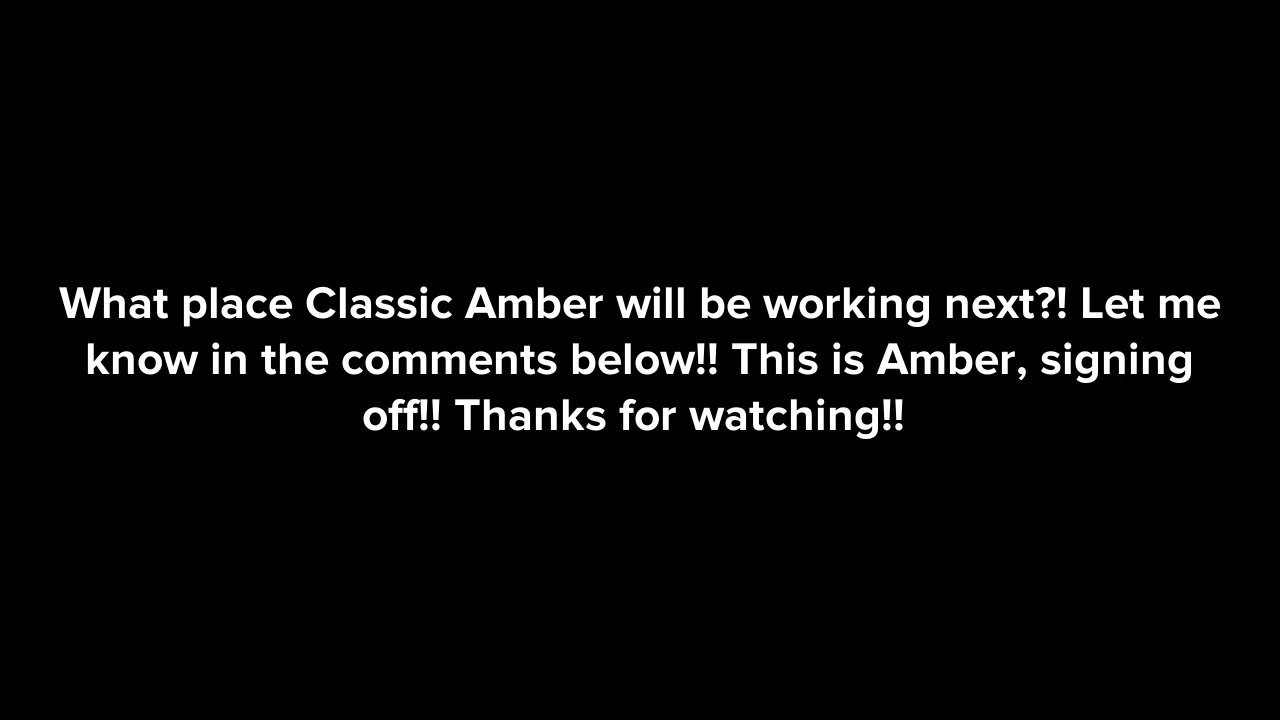 What place Classic Amber will be working next?! Let me
know in the comments below!! This is Amber, signing
off!! Thanks for watching!!